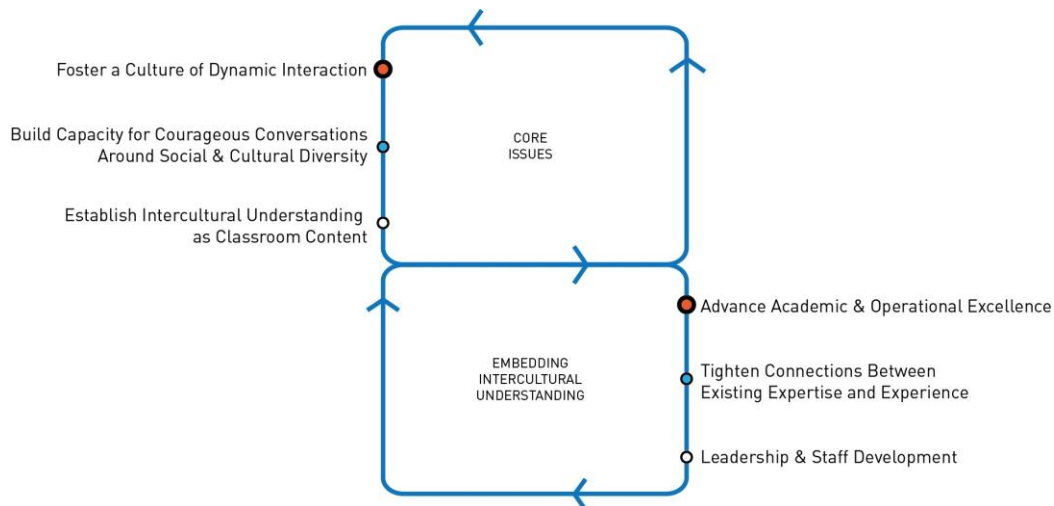 Foster a Culture of Dynamic Interaction
Build Capacity for Courageous Conversations
Around Social & Cultural Diversity
Establish Intercultural Understanding
as Classroom Content
CORE
ISSUES
EMBEDDING
INTERCULTURAL
UNDERSTANDING
Advance Academic & Operational Excellence
Tighten Connections Between
Existing Expertise and Experience
Leadership & Staff Development